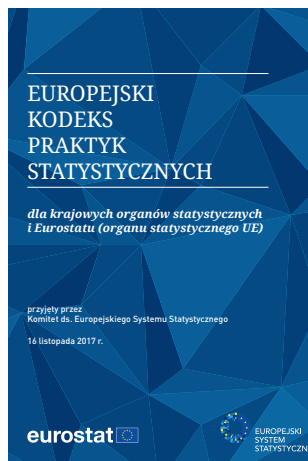 EUROPEJSKI
KODEKS
PRAKTYK
STATYSTYCZNYCH
dla krajowych organów statystycznych
i Eurostatu (organu statystycznego UE)
przyjęty przez
Komitet ds. Europejskiego Systemu Statystycznego
16 listopada 2017 r.
eurostat
EUROPEJSKI
SYSTEM
STATYSTYCZN